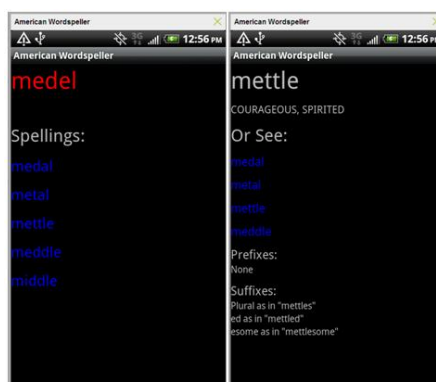 American Wordspeller
3G 12:56 PM
American Wordspeller
medel
Spellings:
medal
metal
mettle
meddle
middle
American Wordspeller
3G 12:56 PM
American Wordspeller
mettle
COURAGEOUS, SPIRITED
Or See:
medal
metal
mettle
meddle
Prefixes:
None
Suffixes:
Plural as in "mettles"
ed as in "mettled"
esome as in "mettlesome"